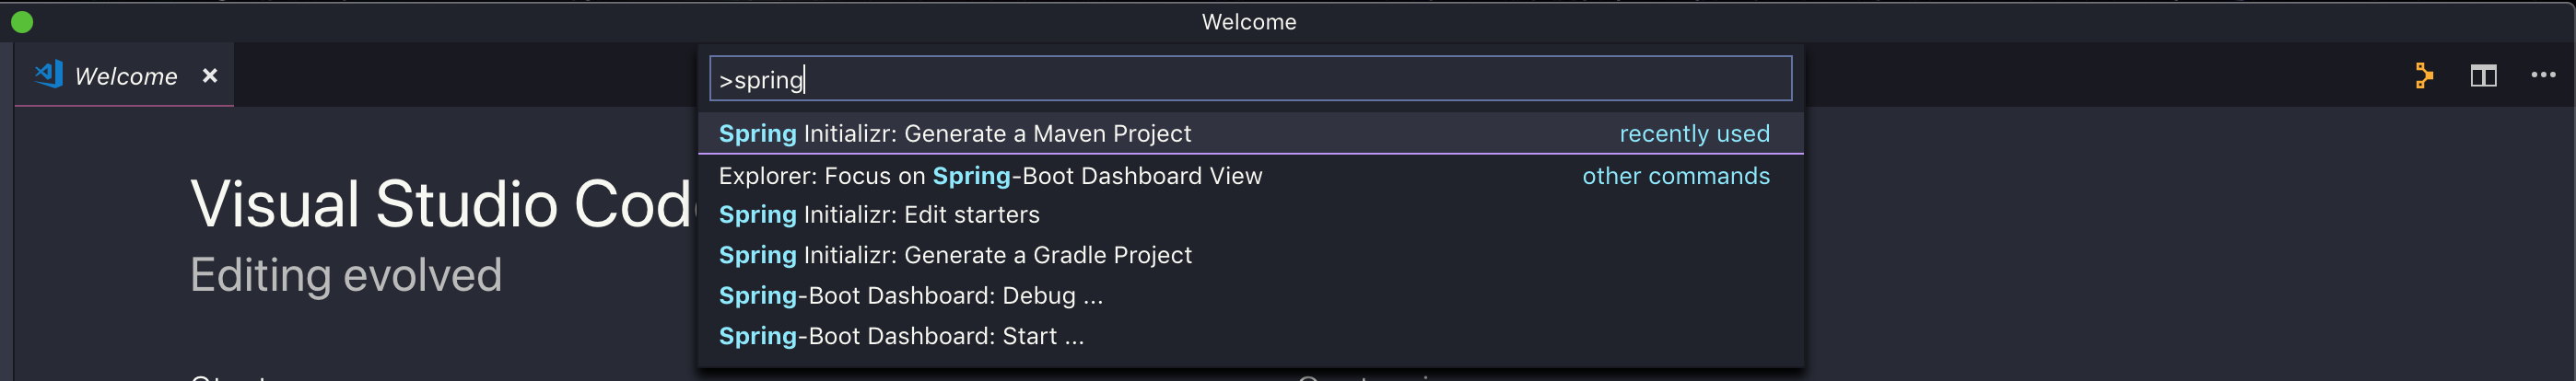 Welcome
Welcome
>spring
Spring Initializr: Generate a Maven Project recently used
Explorer: Focus on Spring-Boot Dashboard View other commands
Spring Initializr: Edit starters
Spring Initializr: Generate a Gradle Project
Spring-Boot Dashboard: Debug ...
Spring-Boot Dashboard: Start ...
Visual Studio Code
Editing evolved